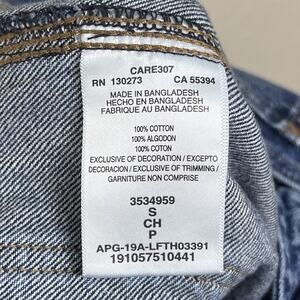 CARE307
RN 130273 CA 55394
MADE IN BANGLADESH
HECHO EN BANGLADESH
FABRIQUE AU BANGLADESH
100% COTTON
100% ALGODON
100% COTON
EXCLUSIVE OF DECORATION / EXCEPTO
DECORACION / EXCLUSIVE OF TRIMMING /
GARNITURE NON COMPRISE
3534959
S
CH
P
APG-19A-LFTH03391
191057510441